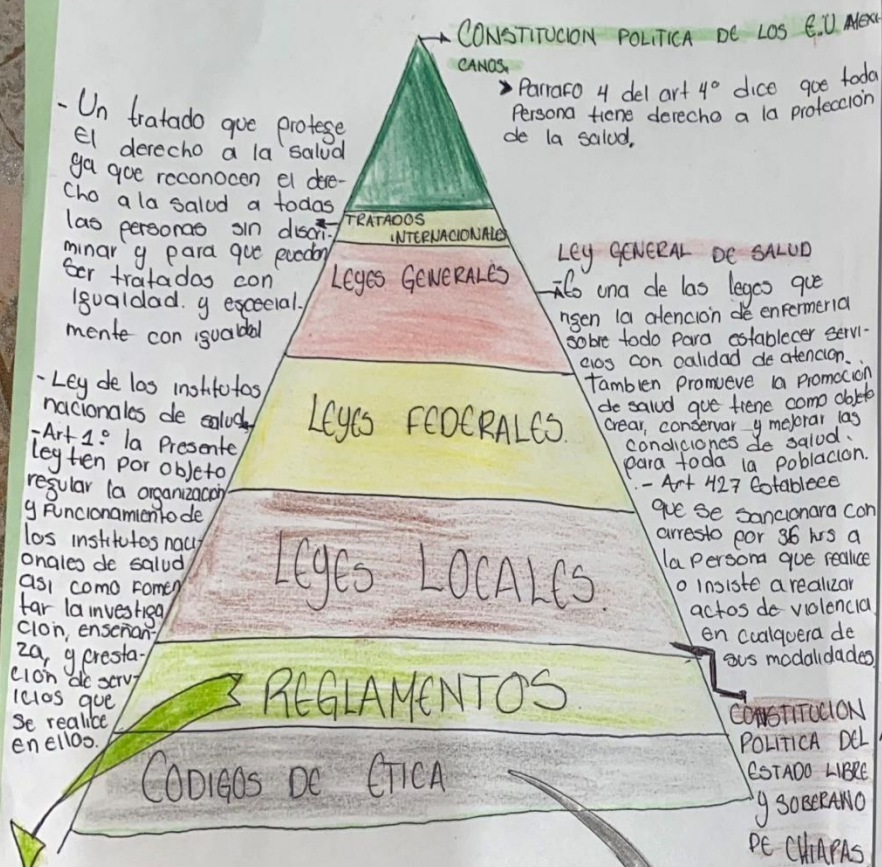 CONSTITUCION POLITICA DE LOS E.U MEXI
CANOS.
> Parrafo 4 del art 4° dice que toda
Persona tiene derecho a la protección
de la salud.
- Un tratado que protege
el derecho a la salud
ya que reconocen el dere-
cho a la salud a todas
las personas sin discri-
minar y para que puedan
Ser tratadas con
igualdad. y especial-
mente con igualdad
TRATADOS
INTERNACIONALES
LEYES GENERALES
LEY GENERAL DE SALUD
- Es una de las leyes que
rigen la atención de enfermeria
sobre todo para establecer servi-
cios con calidad de atencion.
tambien promueve la promoción
de salud que tiene como objeto
crear, conservar y mejorar las
condiciones de salud.
para toda la poblacion.
- Art 427 Establece
que se sancionara con
arresto por 36 hrs a
la persona que realice
o insiste a realizar
actos de violencia
en cualquera de
sus modalidades
- Ley de los institutos
nacionales de salud
- Art 1° la Presente
ley tien por objeto
regular la organización
y Funcionamiento de
los institutos naci
onales de salud
asi como Fomen
tar la investiga
ción, enseñan-
za, y presta-
ción de serv-
icios que
se realice
en ellos.
LEYES FEDERALES.
LEYES LOCALES.
CONSTITUCION
POLITICA DEL
ESTADO LIBRE
Y SOBERANO
DE CHIAPAS
REGLAMENTOS
CODIGOS DE ETICA